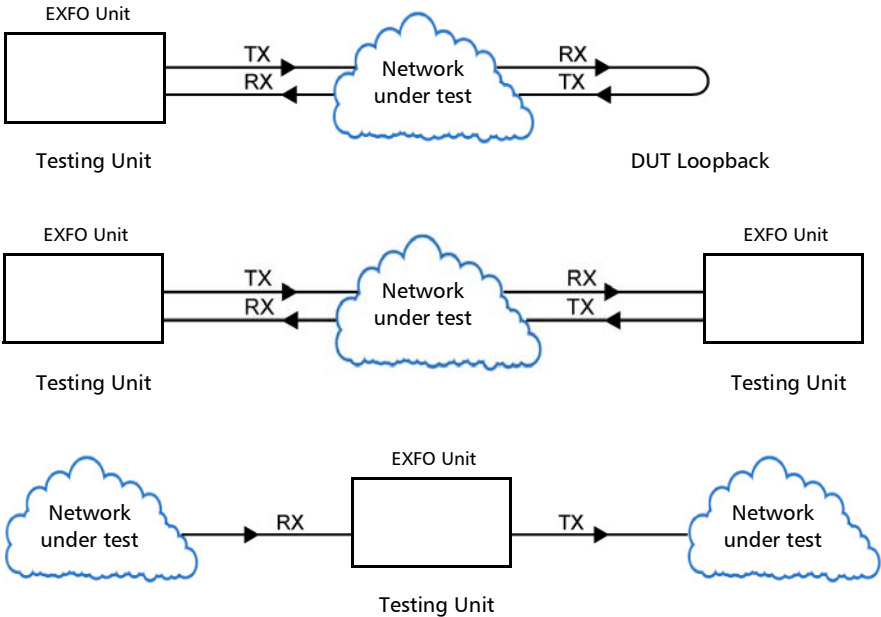 EXFO Unit
TX
RX
Network
under test
RX
TX
Testing Unit
DUT Loopback
EXFO Unit
EXFO Unit
TX
RX
Network
under test
RX
TX
Testing Unit
Testing Unit
EXFO Unit
Network
under test
RX
TX
Network
under test
Testing Unit